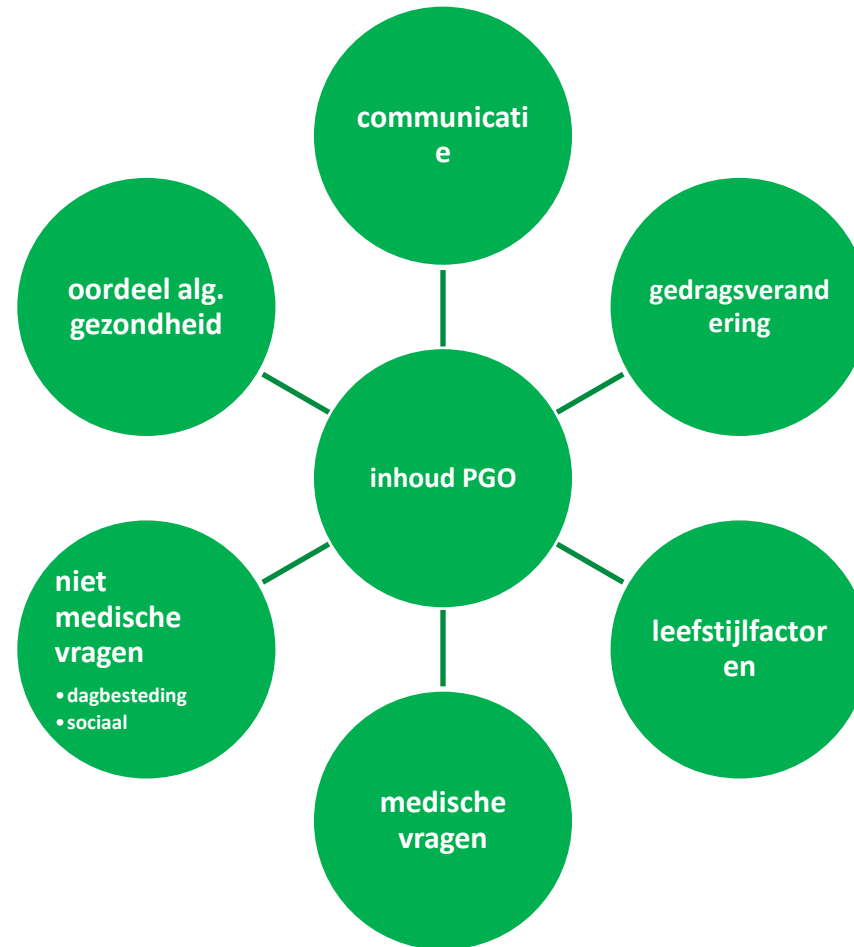 communicati
e
oordeel alg.
gezondheid
gedragsverand
ering
inhoud PGO
niet
medische
vragen
• dagbesteding
• sociaal
leefstijlfactor
en
medische
vragen